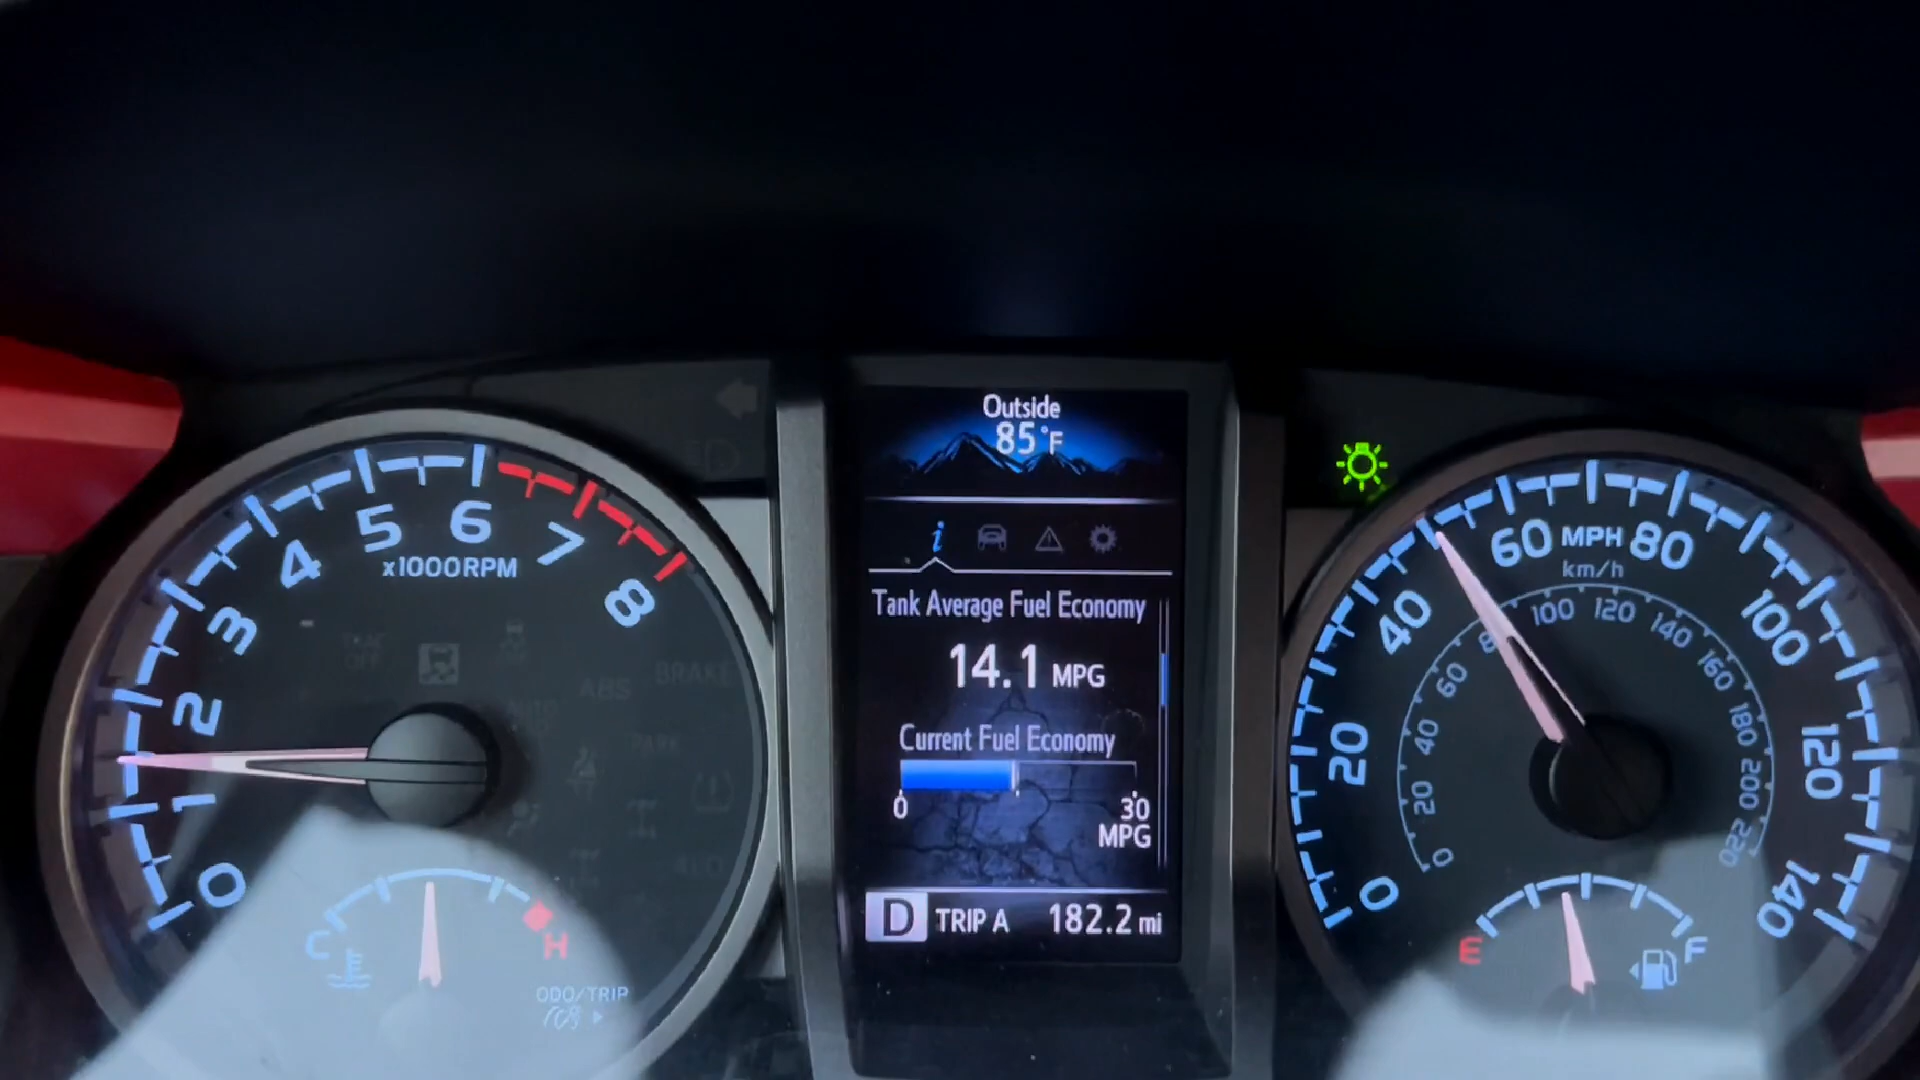 Outside
85°F
i
Tank Average Fuel Economy
14.1 MPG
Current Fuel Economy
0 30
MPG
D TRIP A 182.2 mi
0 1 2 3 4 5 6 7 8
x1000RPM
TRAC
OFF
ABS
BRAKE
AUTO
PARK
4LO
C H
ODO/TRIP
0 20 40 60 80 100 120 140
MPH
km/h
0 20 40 60 8 100 120 140 160 180 200 220
E F